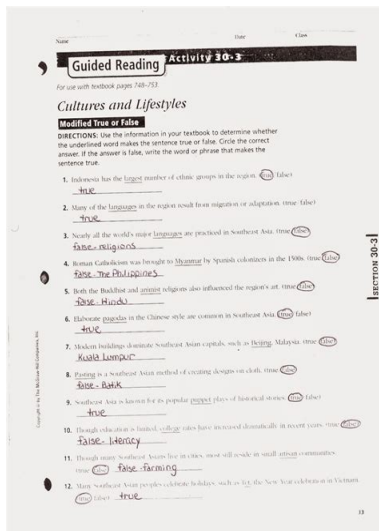 Name Date Class
Guided Reading Activity 30-3
For use with textbook pages 748–753
Cultures and Lifestyles
Modified True or False
DIRECTIONS: Use the information in your textbook to determine whether
the underlined word makes the sentence true or false. Circle the correct
answer. If the answer is false, write the word or phrase that makes the
sentence true.
1. Indonesia has the largest number of ethnic groups in the region. (true/false)
true
2. Many of the languages in the region result from migration or adaptation. (true/false)
true
3. Nearly all the world's major languages are practiced in Southeast Asia. (true/false)
false-religions
4. Roman Catholicism was brought to Myanmar by Spanish colonizers in the 1500s. (true/false)
false-The Philippines
5. Both the Buddhist and animist religions also influenced the region's art. (true/false)
false-Hindu
6. Elaborate pagodas in the Chinese style are common in Southeast Asia. (true/false)
true
7. Modern buildings dominate Southeast Asian capitals, such as Beijing, Malaysia. (true/false)
Kuala Lumpur
8. Pasting is a Southeast Asian method of creating designs on cloth. (true/false)
false-Batik
9. Southeast Asia is known for its popular puppet plays of historical stories. (true/false)
true
10. Though education is limited, college rates have increased dramatically in recent years. (true/false)
false-literacy
11. Though many Southeast Asians live in cities, most still reside in small artisan communities.
(true/false) false-farming
12. Many Southeast Asian peoples celebrate holidays, such as Tet, the New Year celebration in Vietnam.
(true/false) true
SECTION 30-3